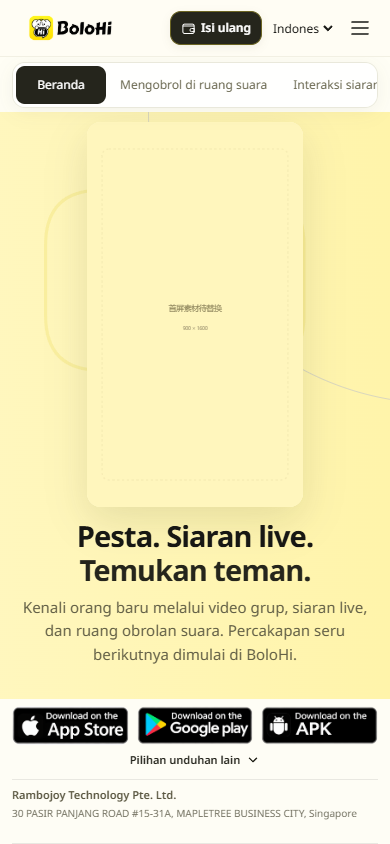 BoloHi
Isi ulang
Indones
Beranda
Mengobrol di ruang suara
Interaksi siaran
首屏素材待替换
900 × 1600
Pesta. Siaran live.
Temukan teman.
Kenali orang baru melalui video grup, siaran live,
dan ruang obrolan suara. Percakapan seru
berikutnya dimulai di BoloHi.
Download on the
App Store
Download on the
Google play
Download on the
APK
Pilihan unduhan lain
Rambojoy Technology Pte. Ltd.
30 PASIR PANJANG ROAD #15-31A, MAPLETREE BUSINESS CITY, Singapore